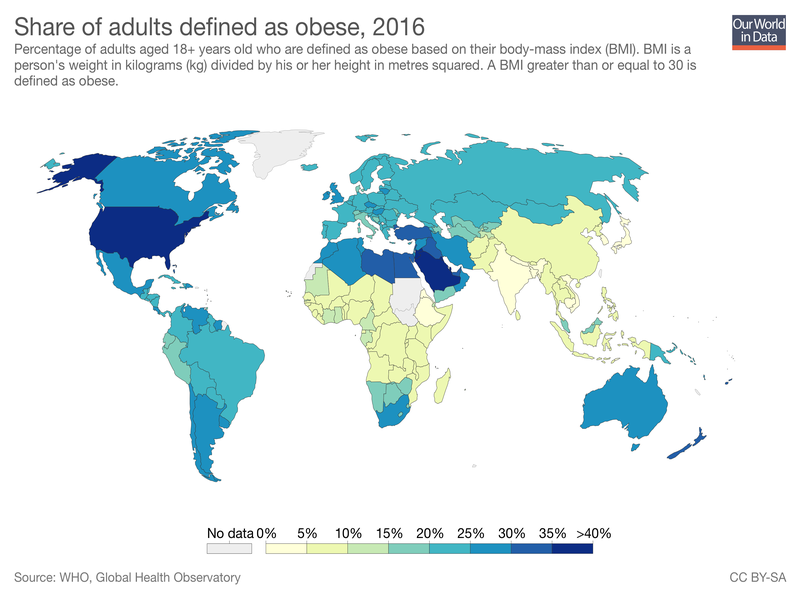 Share of adults defined as obese, 2016
Our World
in Data
Percentage of adults aged 18+ years old who are defined as obese based on their body-mass index (BMI). BMI is a
person's weight in kilograms (kg) divided by his or her height in metres squared. A BMI greater than or equal to 30 is
defined as obese.
No data 0% 5% 10% 15% 20% 25% 30% 35% >40%
Source: WHO, Global Health Observatory
CC BY-SA